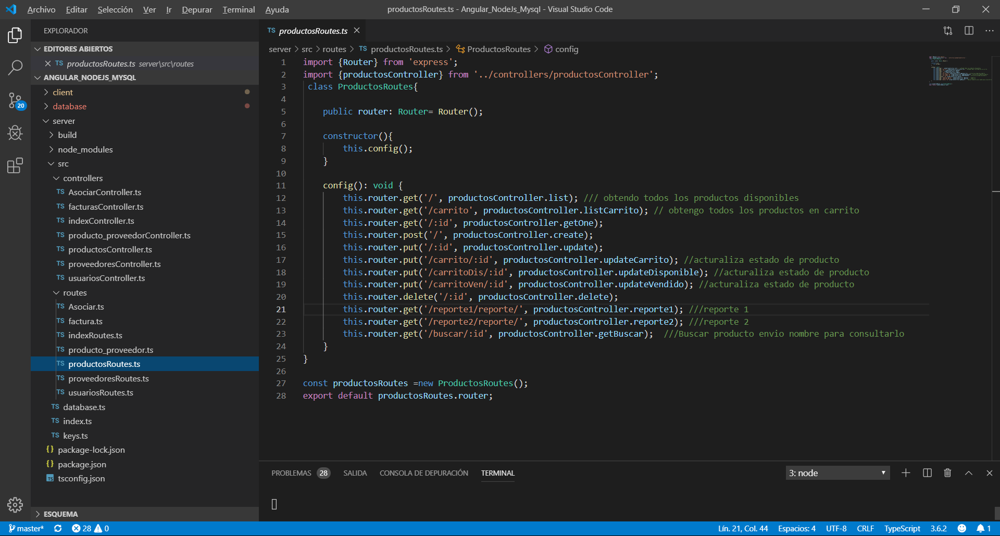 Archivo Editar Selección Ver Ir Depurar Terminal Ayuda
productosRoutes.ts - Angular_NodeJs_Mysql - Visual Studio Code
20
EXPLORADOR
EDITORES ABIERTOS
TS productosRoutes.ts server\src\routes
ANGULAR_NODEJS_MYSQL
client
database
server
build
node_modules
src
controllers
TS AsociarController.ts
TS facturasController.ts
TS indexController.ts
TS producto_proveedorController.ts
TS productosController.ts
TS proveedoresController.ts
TS usuariosController.ts
routes
TS Asociar.ts
TS factura.ts
TS indexRoutes.ts
TS producto_proveedor.ts
TS productosRoutes.ts
TS proveedoresRoutes.ts
TS usuariosRoutes.ts
TS database.ts
TS index.ts
TS keys.ts
{} package-lock.json
{} package.json
TS tsconfig.json
ESQUEMA
TS productosRoutes.ts
server > src > routes > TS productosRoutes.ts > ProductosRoutes > config
1 import {Router} from 'express';
2 import {productosController} from '../controllers/productosController';
3 class ProductosRoutes{
4
5 public router: Router= Router();
6
7 constructor(){
8 this.config();
9 }
10
11 config(): void {
12 this.router.get('/', productosController.list); /// obtendo todos los productos disponibles
13 this.router.get('/carrito', productosController.listCarrito); // obtengo todos los productos en carrito
14 this.router.get('/:id', productosController.getOne);
15 this.router.post('/', productosController.create);
16 this.router.put('/:id', productosController.update);
17 this.router.put('/carrito/:id', productosController.updateCarrito); //acturaliza estado de producto
18 this.router.put('/carritoDis/:id', productosController.updateDisponible); //acturaliza estado de producto
19 this.router.put('/carritoVen/:id', productosController.updateVendido); //acturaliza estado de producto
20 this.router.delete('/:id', productosController.delete);
21 this.router.get('/reporte1/reporte/', productosController.reporte1); ///reporte 1
22 this.router.get('/reporte2/reporte/', productosController.reporte2); ///reporte 2
23 this.router.get('/buscar/:id', productosController.getBuscar); ///Buscar producto envio nombre para consultarlo
24 }
25 }
26
27 const productosRoutes =new ProductosRoutes();
28 export default productosRoutes.router;
PROBLEMAS 28 SALIDA CONSOLA DE DEPURACIÓN TERMINAL 3: node
master* 28 0 Lín. 21, Col. 44 Espacios: 4 UTF-8 CRLF TypeScript 3.6.2 1